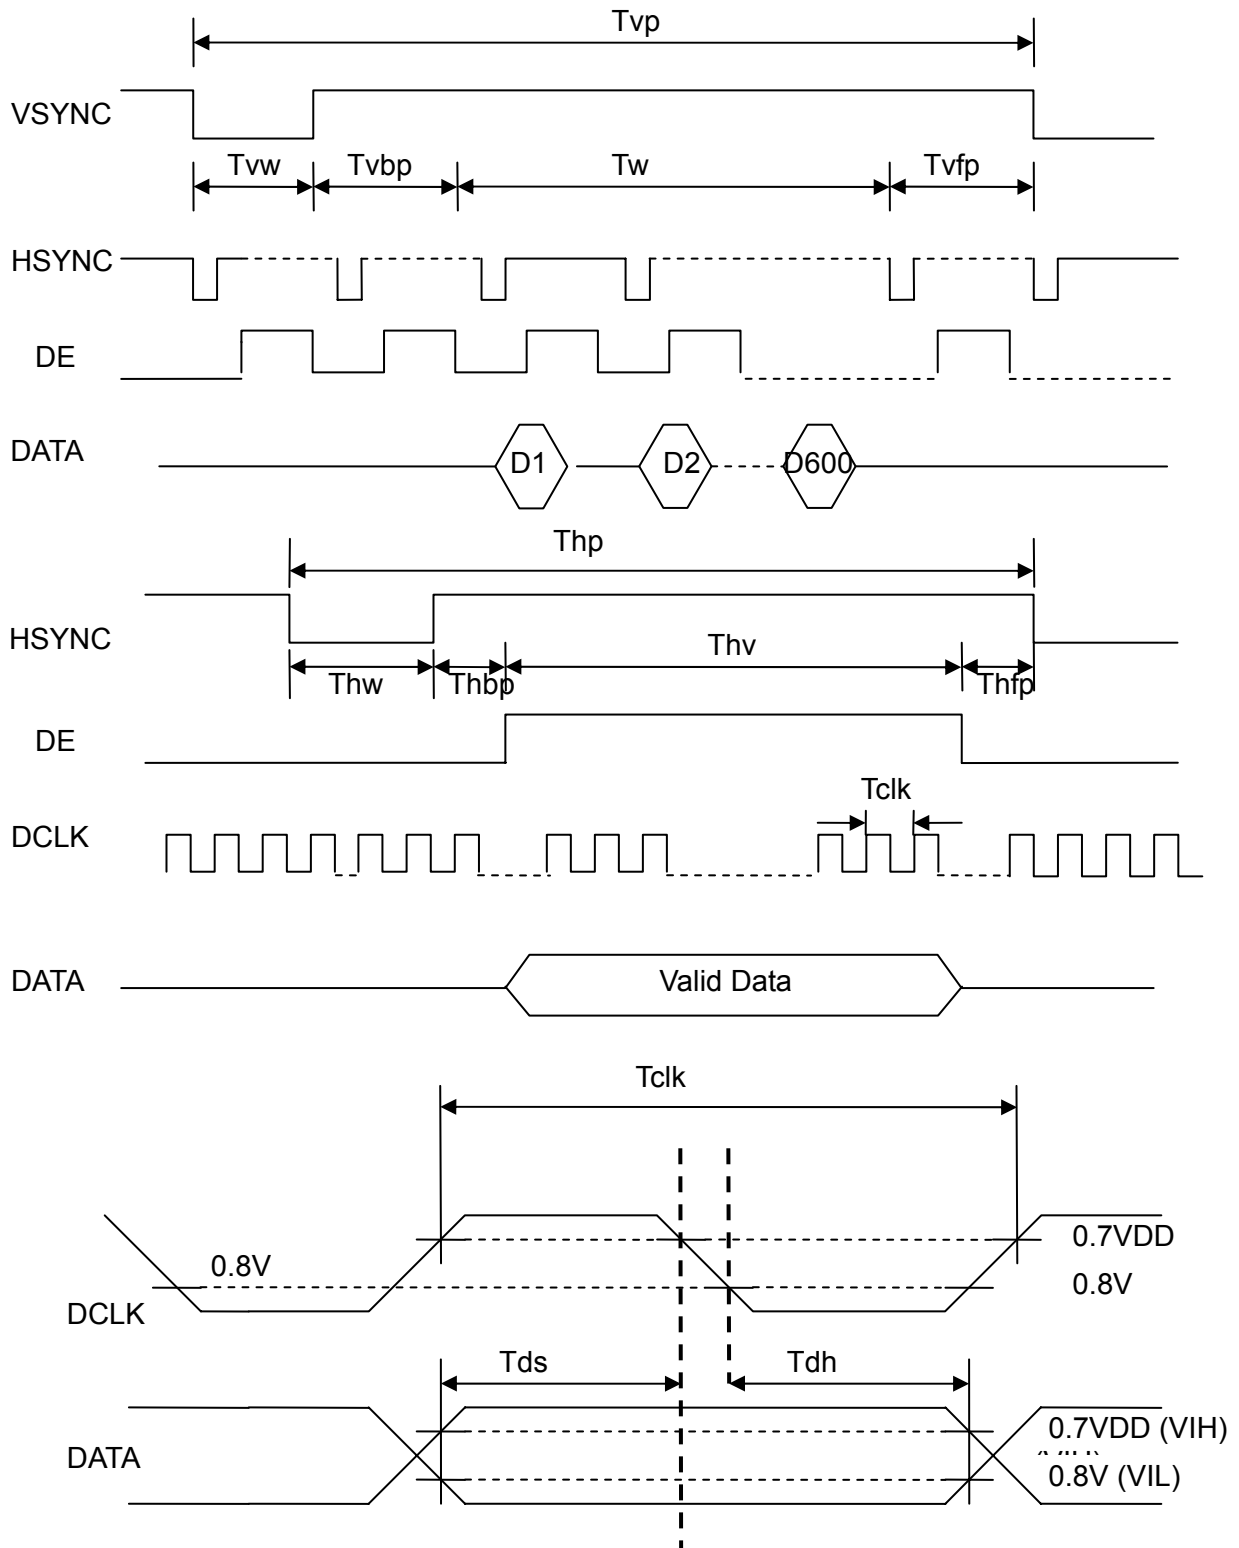 Tvp
VSYNC
Tvw Tvbp Tw Tvfp
HSYNC
DE
DATA
D1 D2 D600
Thp
HSYNC
Thv
Thw Thbp Thfp
DE
Tclk
DCLK
DATA Valid Data
Tclk
0.7VDD
0.8V 0.8V
DCLK
Tds Tdh
0.7VDD (VIH)
DATA
0.8V (VIL)